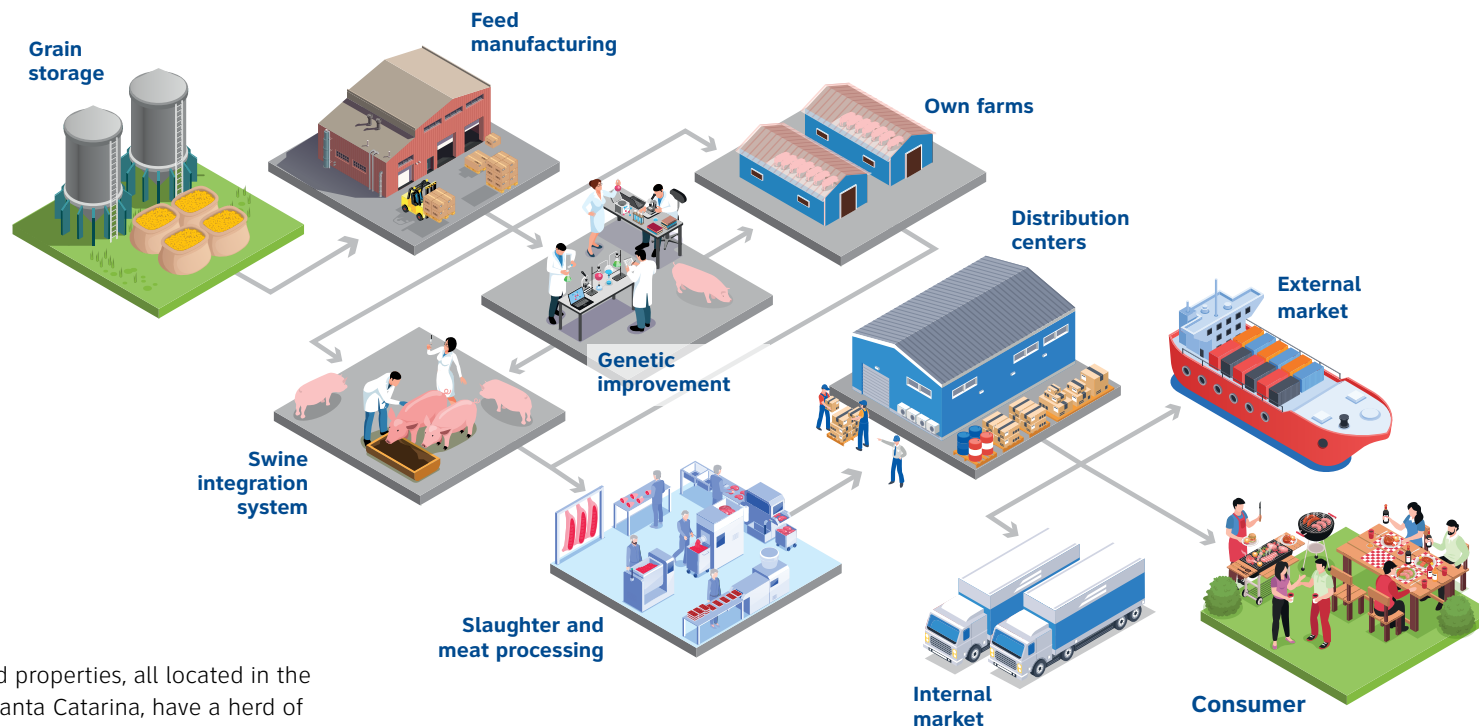 Grain
storage
Feed
manufacturing
Own farms
Distribution
centers
External
market
Genetic
improvement
Swine
integration
system
Slaughter and
meat processing
Internal
market
Consumer
d properties, all located in the
anta Catarina, have a herd of